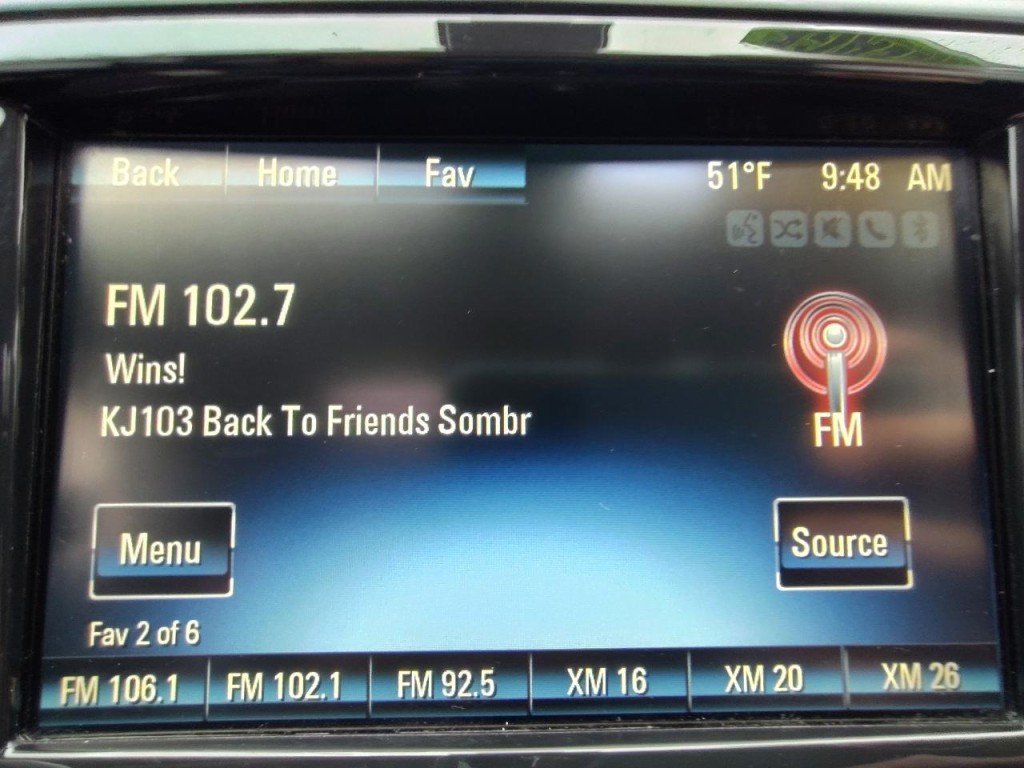 Back Home Fav 51°F 9:48 AM
FM 102.7
Wins!
KJ103 Back To Friends Sombr
FM
Menu Source
Fav 2 of 6
FM 106.1 FM 102.1 FM 92.5 XM 16 XM 20 XM 26